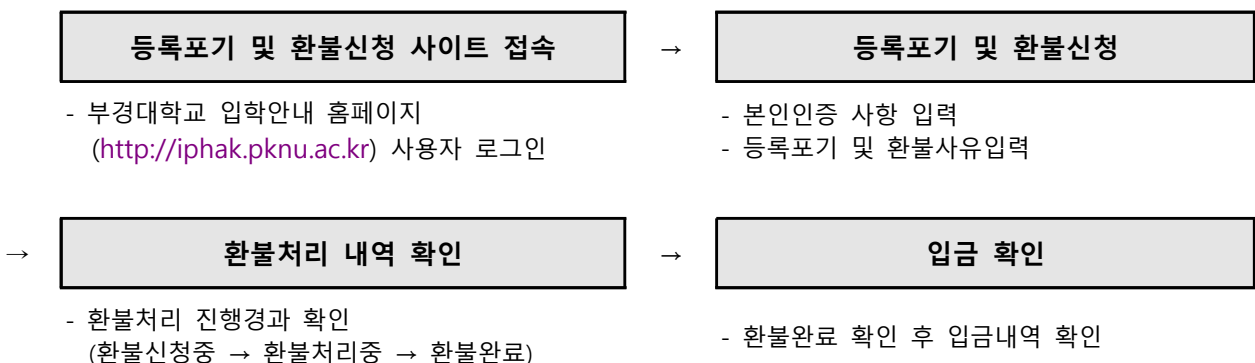 등록포기 및 환불신청 사이트 접속 → 등록포기 및 환불신청
- 부경대학교 입학안내 홈페이지
(http://iphak.pknu.ac.kr) 사용자 로그인
- 본인인증 사항 입력
- 등록포기 및 환불사유입력
→ 환불처리 내역 확인 → 입금 확인
- 환불처리 진행경과 확인
(환불신청중 → 환불처리중 → 환불완료)
- 환불완료 확인 후 입금내역 확인